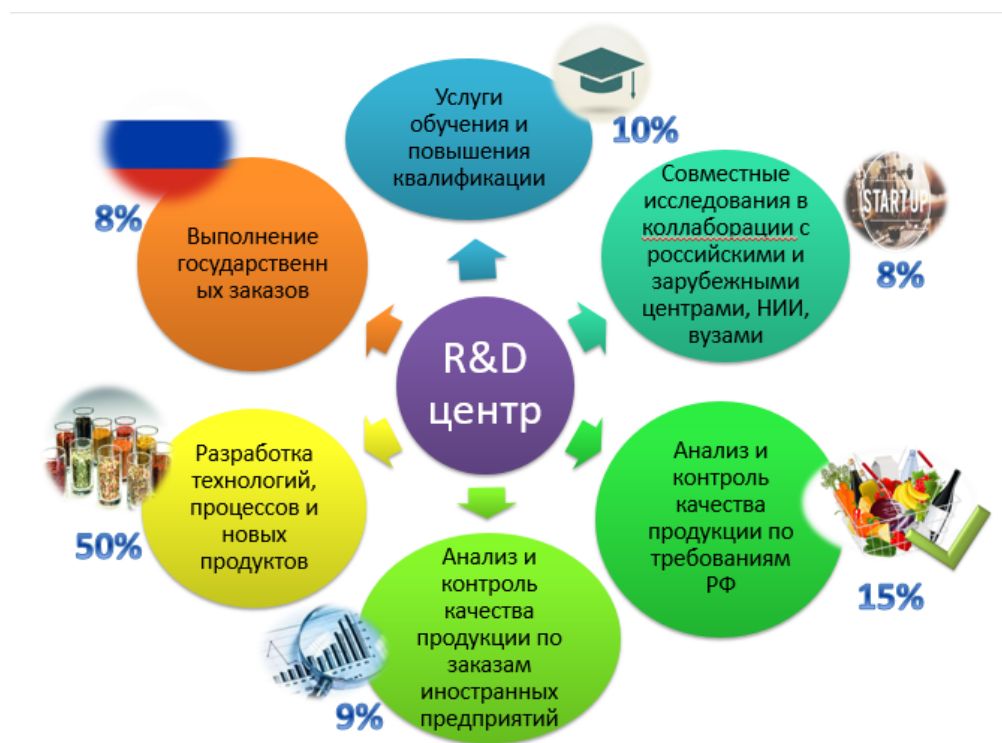 Услуги
обучения и
повышения
квалификации
10%
Совместные
исследования в
коллаборации с
российскими и
зарубежными
центрами, НИИ,
вузами
STARTUP
8%
Анализ и
контроль
качества
продукции по
требованиям
РФ
15%
Анализ и
контроль
качества
продукции по
заказам
иностранных
предприятий
9%
Разработка
технологий,
процессов и
новых
продуктов
50%
Выполнение
государственн
ых заказов
8%
R&D
центр